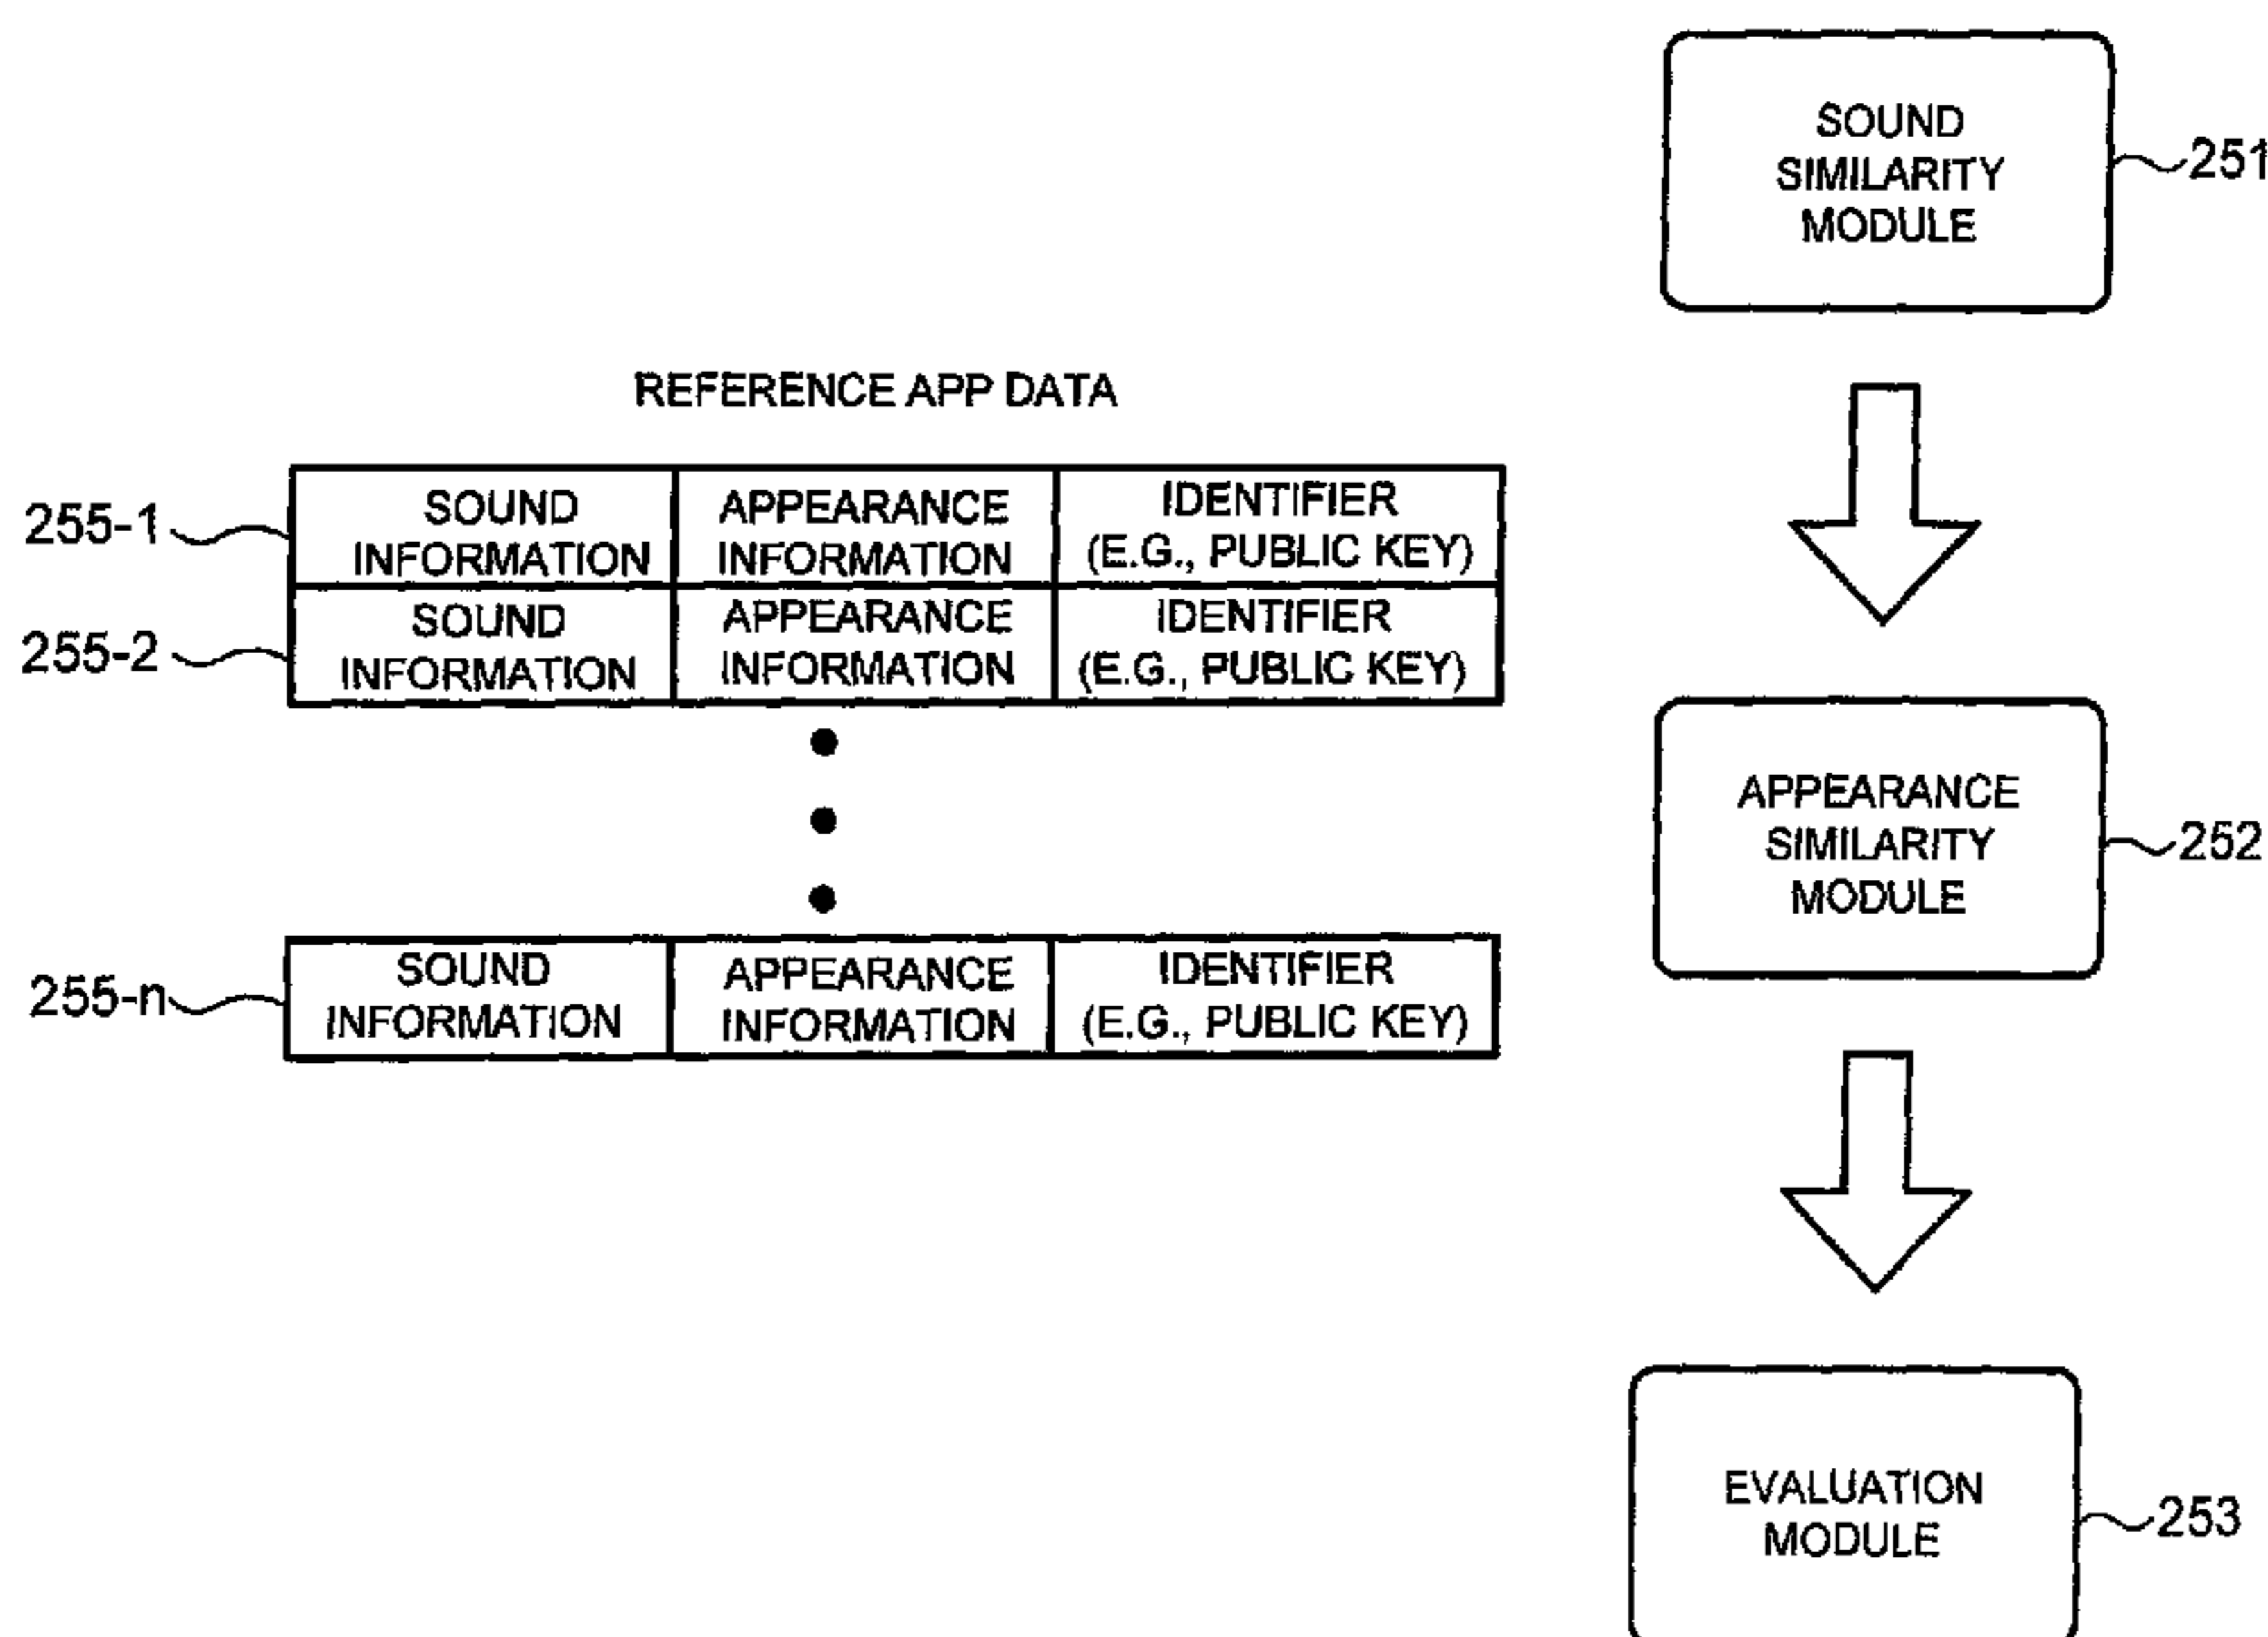 REFERENCE APP DATA
255-1
SOUND
INFORMATION
APPEARANCE
INFORMATION
IDENTIFIER
(E.G., PUBLIC KEY)
255-2
SOUND
INFORMATION
APPEARANCE
INFORMATION
IDENTIFIER
(E.G., PUBLIC KEY)
255-n
SOUND
INFORMATION
APPEARANCE
INFORMATION
IDENTIFIER
(E.G., PUBLIC KEY)
SOUND
SIMILARITY
MODULE
251
APPEARANCE
SIMILARITY
MODULE
252
EVALUATION
MODULE
253